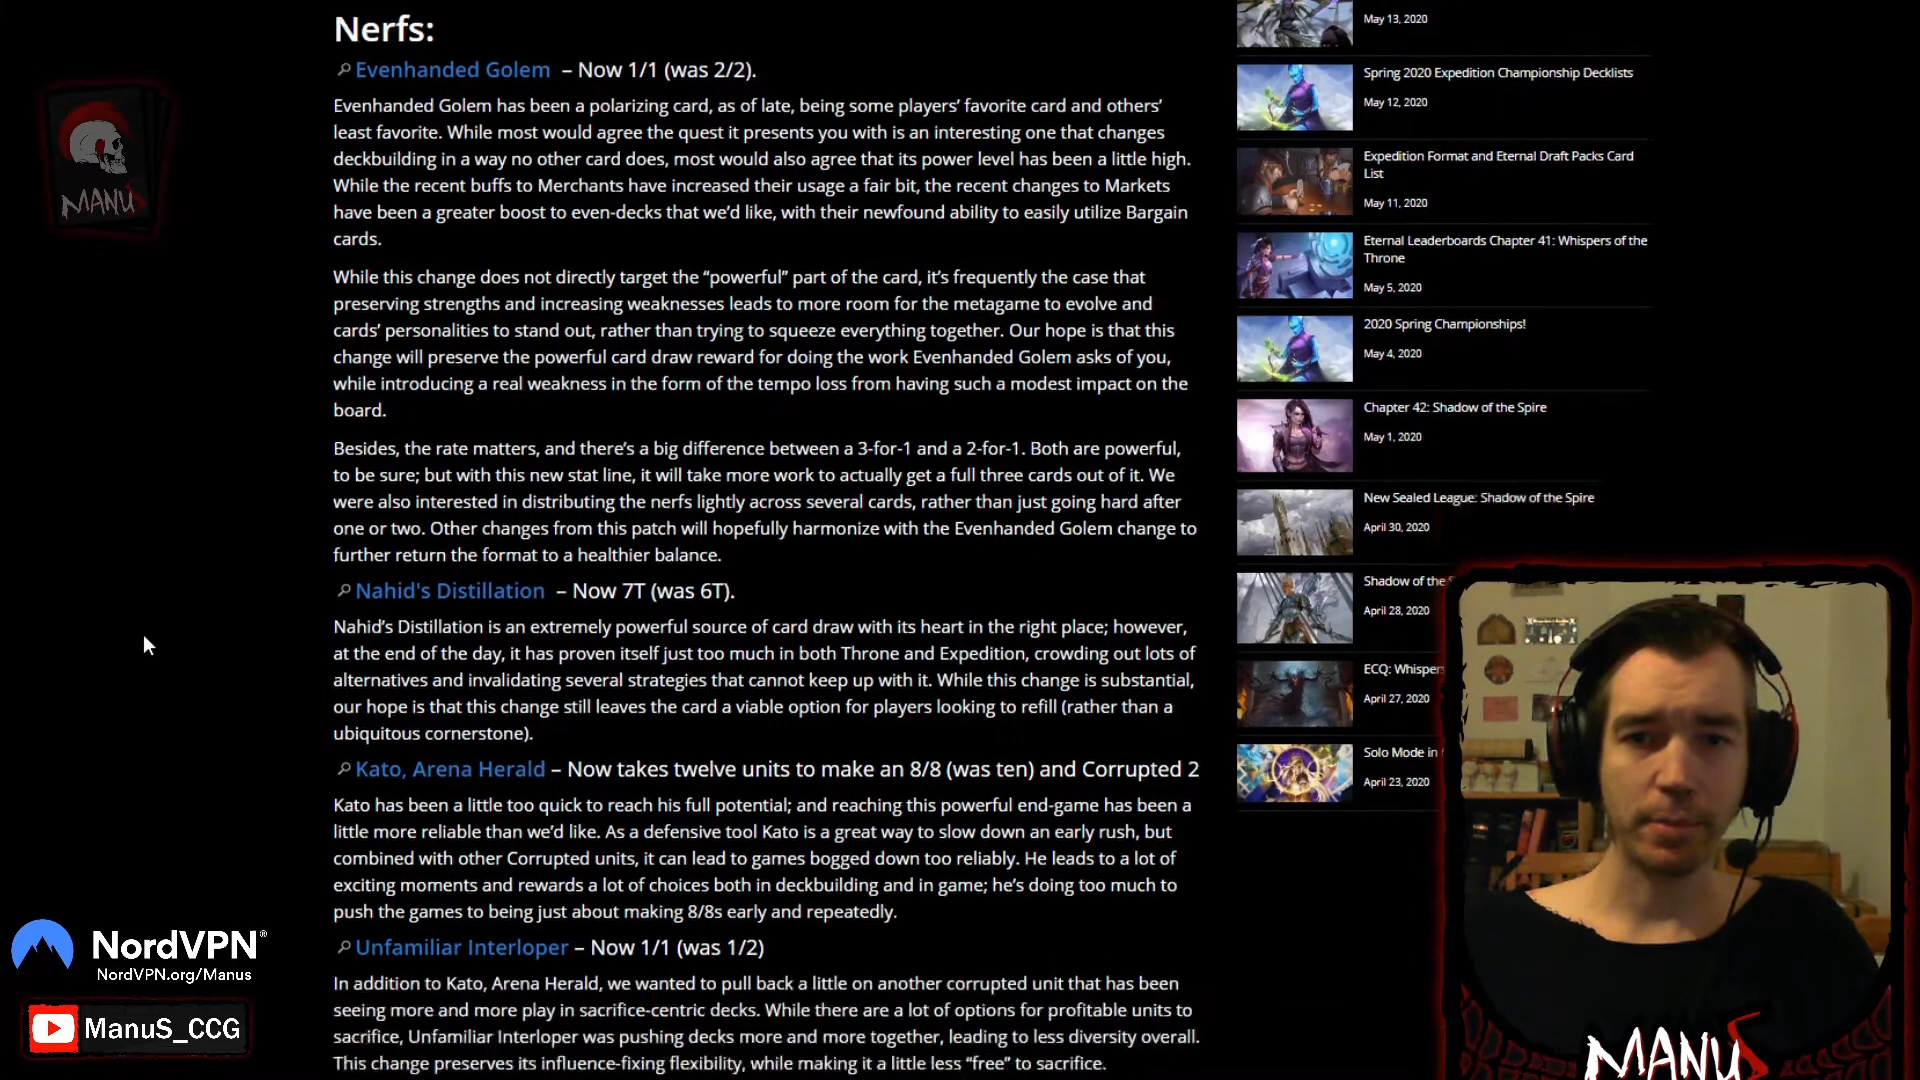 Nerfs:
Evenhanded Golem – Now 1/1 (was 2/2).
Evenhanded Golem has been a polarizing card, as of late, being some players’ favorite card and others’
least favorite. While most would agree the quest it presents you with is an interesting one that changes
deckbuilding in a way no other card does, most would also agree that its power level has been a little high.
While the recent buffs to Merchants have increased their usage a fair bit, the recent changes to Markets
have been a greater boost to even-decks that we’d like, with their newfound ability to easily utilize Bargain
cards.
While this change does not directly target the “powerful” part of the card, it’s frequently the case that
preserving strengths and increasing weaknesses leads to more room for the metagame to evolve and
cards’ personalities to stand out, rather than trying to squeeze everything together. Our hope is that this
change will preserve the powerful card draw reward for doing the work Evenhanded Golem asks of you,
while introducing a real weakness in the form of the tempo loss from having such a modest impact on the
board.
Besides, the rate matters, and there’s a big difference between a 3-for-1 and a 2-for-1. Both are powerful,
to be sure; but with this new stat line, it will take more work to actually get a full three cards out of it. We
were also interested in distributing the nerfs lightly across several cards, rather than just going hard after
one or two. Other changes from this patch will hopefully harmonize with the Evenhanded Golem change to
further return the format to a healthier balance.
Nahid's Distillation – Now 7T (was 6T).
Nahid’s Distillation is an extremely powerful source of card draw with its heart in the right place; however,
at the end of the day, it has proven itself just too much in both Throne and Expedition, crowding out lots of
alternatives and invalidating several strategies that cannot keep up with it. While this change is substantial,
our hope is that this change still leaves the card a viable option for players looking to refill (rather than a
ubiquitous cornerstone).
Kato, Arena Herald – Now takes twelve units to make an 8/8 (was ten) and Corrupted 2
Kato has been a little too quick to reach his full potential; and reaching this powerful end-game has been a
little more reliable than we’d like. As a defensive tool Kato is a great way to slow down an early rush, but
combined with other Corrupted units, it can lead to games bogged down too reliably. He leads to a lot of
exciting moments and rewards a lot of choices both in deckbuilding and in game; he’s doing too much to
push the games to being just about making 8/8s early and repeatedly.
Unfamiliar Interloper – Now 1/1 (was 1/2)
In addition to Kato, Arena Herald, we wanted to pull back a little on another corrupted unit that has been
seeing more and more play in sacrifice-centric decks. While there are a lot of options for profitable units to
sacrifice, Unfamiliar Interloper was pushing decks more and more together, leading to less diversity overall.
This change preserves its influence-fixing flexibility, while making it a little less “free” to sacrifice.
May 13, 2020
Spring 2020 Expedition Championship Decklists
May 12, 2020
Expedition Format and Eternal Draft Packs Card
List
May 11, 2020
Eternal Leaderboards Chapter 41: Whispers of the
Throne
May 5, 2020
2020 Spring Championships!
May 4, 2020
Chapter 42: Shadow of the Spire
May 1, 2020
New Sealed League: Shadow of the Spire
April 30, 2020
Shadow of the
April 28, 2020
ECQ: Whisper
April 27, 2020
Solo Mode in
April 23, 2020
MANUS
NordVPN®
NordVPN.org/Manus
ManuS_CCG
MANUS